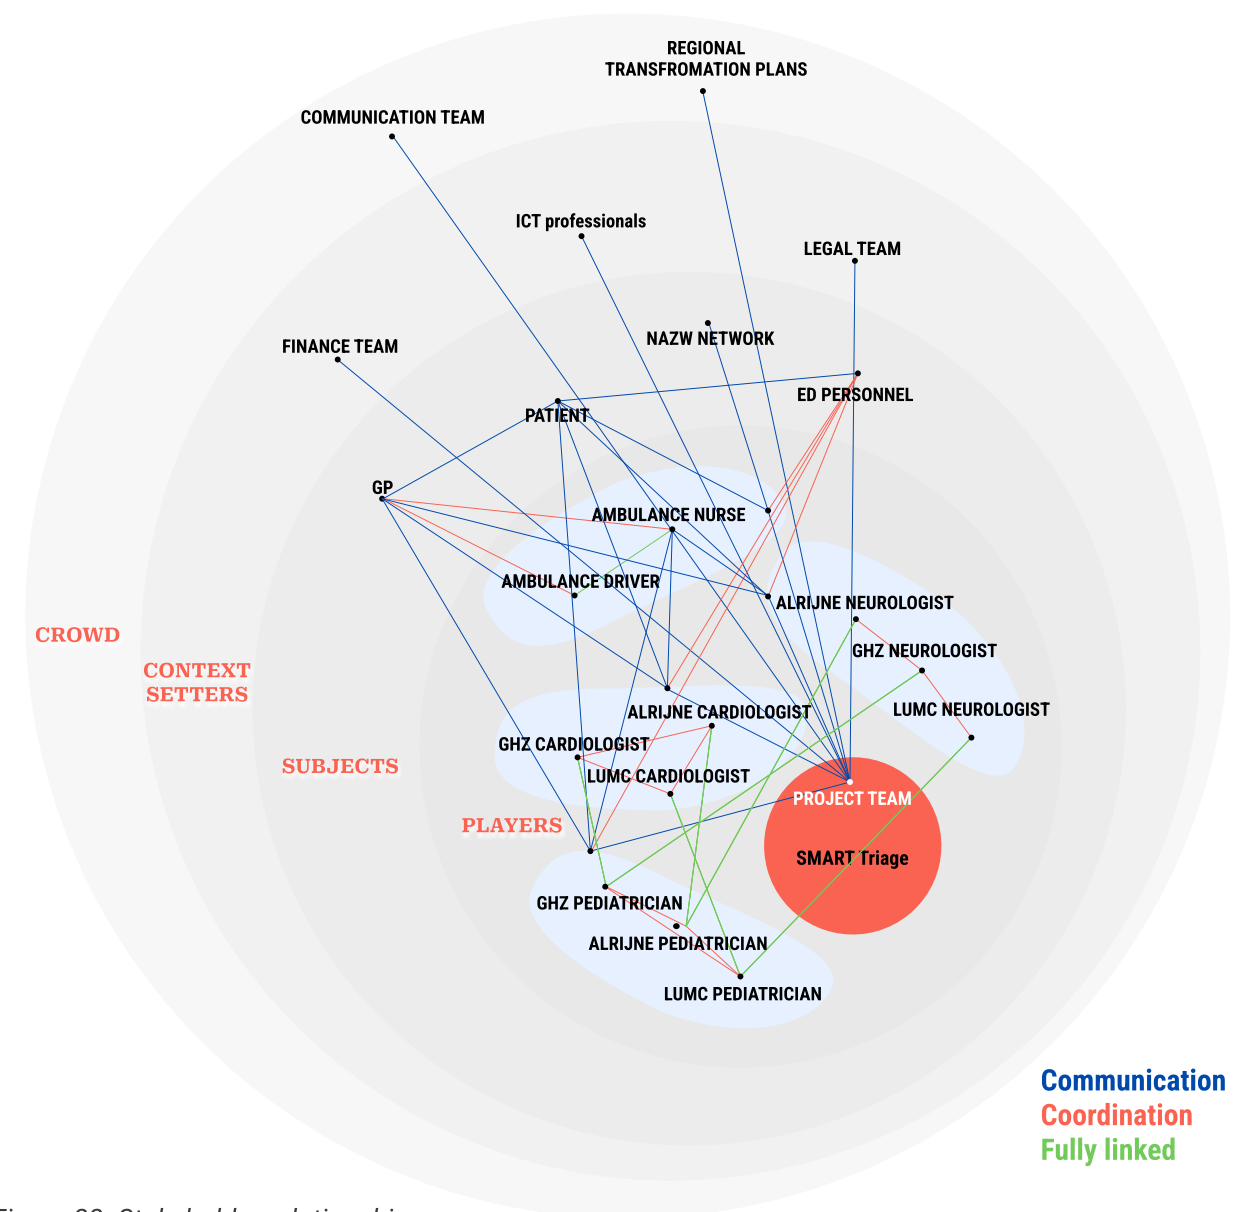 REGIONAL
TRANSFROMATION PLANS
COMMUNICATION TEAM
ICT professionals
LEGAL TEAM
NAZW NETWORK
FINANCE TEAM
ED PERSONNEL
PATIENT
GP
AMBULANCE NURSE
AMBULANCE DRIVER
ALRIJNE NEUROLOGIST
CROWD
GHZ NEUROLOGIST
CONTEXT
SETTERS
LUMC NEUROLOGIST
ALRIJNE CARDIOLOGIST
GHZ CARDIOLOGIST
SUBJECTS
LUMC CARDIOLOGIST
PROJECT TEAM
PLAYERS
SMART Triage
GHZ PEDIATRICIAN
ALRIJNE PEDIATRICIAN
LUMC PEDIATRICIAN
Communication
Coordination
Fully linked